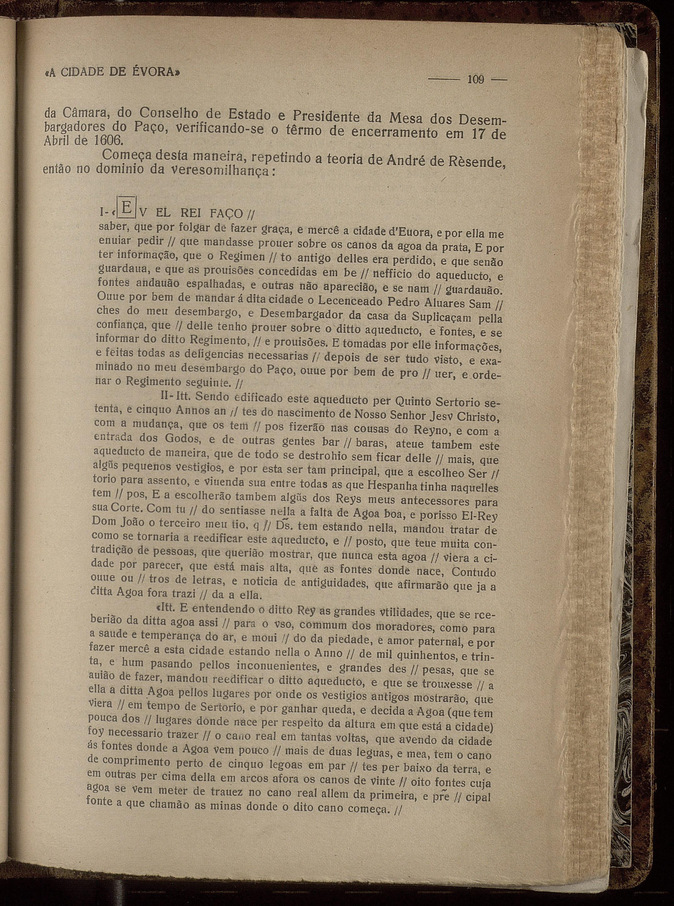 «A CIDADE DE ÉVORA»
—— 109 —
da Câmara, do Conselho de Estado e Presidente da Mesa dos Desem-
bargadores do Paço, verificando-se o têrmo de encerramento em 17 de
Abril de 1606.
Começa desta maneira, repetindo a teoria de André de Rèsende,
então no dominio da veresomilhança:
I-«EV EL REI FAÇO //
saber, que por folgar de fazer graça, e mercê a cidade d'Euora, e por ella me
enuiar pedir // que mandasse prouer sobre os canos da agoa da prata, E por
ter informação, que o Regimen // to antigo delles era perdido, e que senão
guardaua, e que as prouisões concedidas em be // nefficio do aqueducto, e
fontes andauão espalhadas, e outras não aparecião, e se nam // guardauão.
Ouue por bem de mandar á dita cidade o Lecenceado Pedro Aluares Sam //
ches do meu desembargo, e Desembargador da casa da Suplicaçam pella
confiança, que // delle tenho prouer sobre o ditto aqueducto, e fontes, e se
informar do ditto Regimento, // e prouisões. E tomadas por elle informações,
e feitas todas as deligencias necessarias // depois de ser tudo visto, e exa-
minado no meu desembargo do Paço, ouue por bem de pro // uer, e orde-
nar o Regimento seguinte. //
II-Itt. Sendo edificado este aqueducto per Quinto Sertorio se-
tenta, e cinquo Annos an // tes do nascimento de Nosso Senhor Jesv Christo,
com a mudança, que os tem // pos fizerão nas cousas do Reyno, e com a
entrada dos Godos, e de outras gentes bar // baras, ateue tambem este
aqueducto de maneira, que de todo se destrohio sem ficar delle // mais, que
algũs pequenos vestigios, e por esta ser tam principal, que a escolheo Ser //
torio para assento, e viuenda sua entre todas as que Hespanha tinha naquelles
tem // pos, E a escolherão tambem algũs dos Reys meus antecessores para
sua Corte. Com tu // do sentiasse nella a falta de Agoa boa, e porisso El-Rey
Dom João o terceiro meu tio, q // Ds. tem estando nella, mandou tratar de
como se tornaria a reedificar este aqueducto, e // posto, que teue muita con-
tradição de pessoas, que querião mostrar, que nunca esta agoa // viera a ci-
dade por parecer, que está mais alta, que as fontes donde nace, Contudo
ouue ou // tros de letras, e noticia de antiguidades, que afirmarão que ja a
ditta Agoa fora trazi // da a ella.
«Itt. E entendendo o ditto Rey as grandes vtilidades, que se rce-
berião da ditta agoa assi // para o vso, commum dos moradores, como para
a saude e temperança do ar, e moui // do da piedade, e amor paternal, e por
fazer mercê a esta cidade estando nella o Anno // de mil quinhentos, e trin-
ta, e hum pasando pellos inconuenientes, e grandes des // pesas, que se
auião de fazer, mandou reedificar o ditto aqueducto, e que se trouxesse // a
ella a ditta Agoa pellos lugares por onde os vestigios antigos mostrarão, que
viera // em tempo de Sertorio, e por ganhar queda, e decida a Agoa (que tem
pouca dos // lugares donde nace per respeito da altura em que está a cidade)
foy necessario trazer // o cano real em tantas voltas, que avendo da cidade
ás fontes donde a Agoa vem pouco // mais de duas leguas, e mea, tem o cano
de comprimento perto de cinquo legoas em par // tes per baixo da terra, e
em outras per cima della em arcos afora os canos de vinte // oito fontes cuja
agoa se vem meter de trauez no cano real allem da primeira, e pr̃e // cipal
fonte a que chamão as minas donde o dito cano começa. //